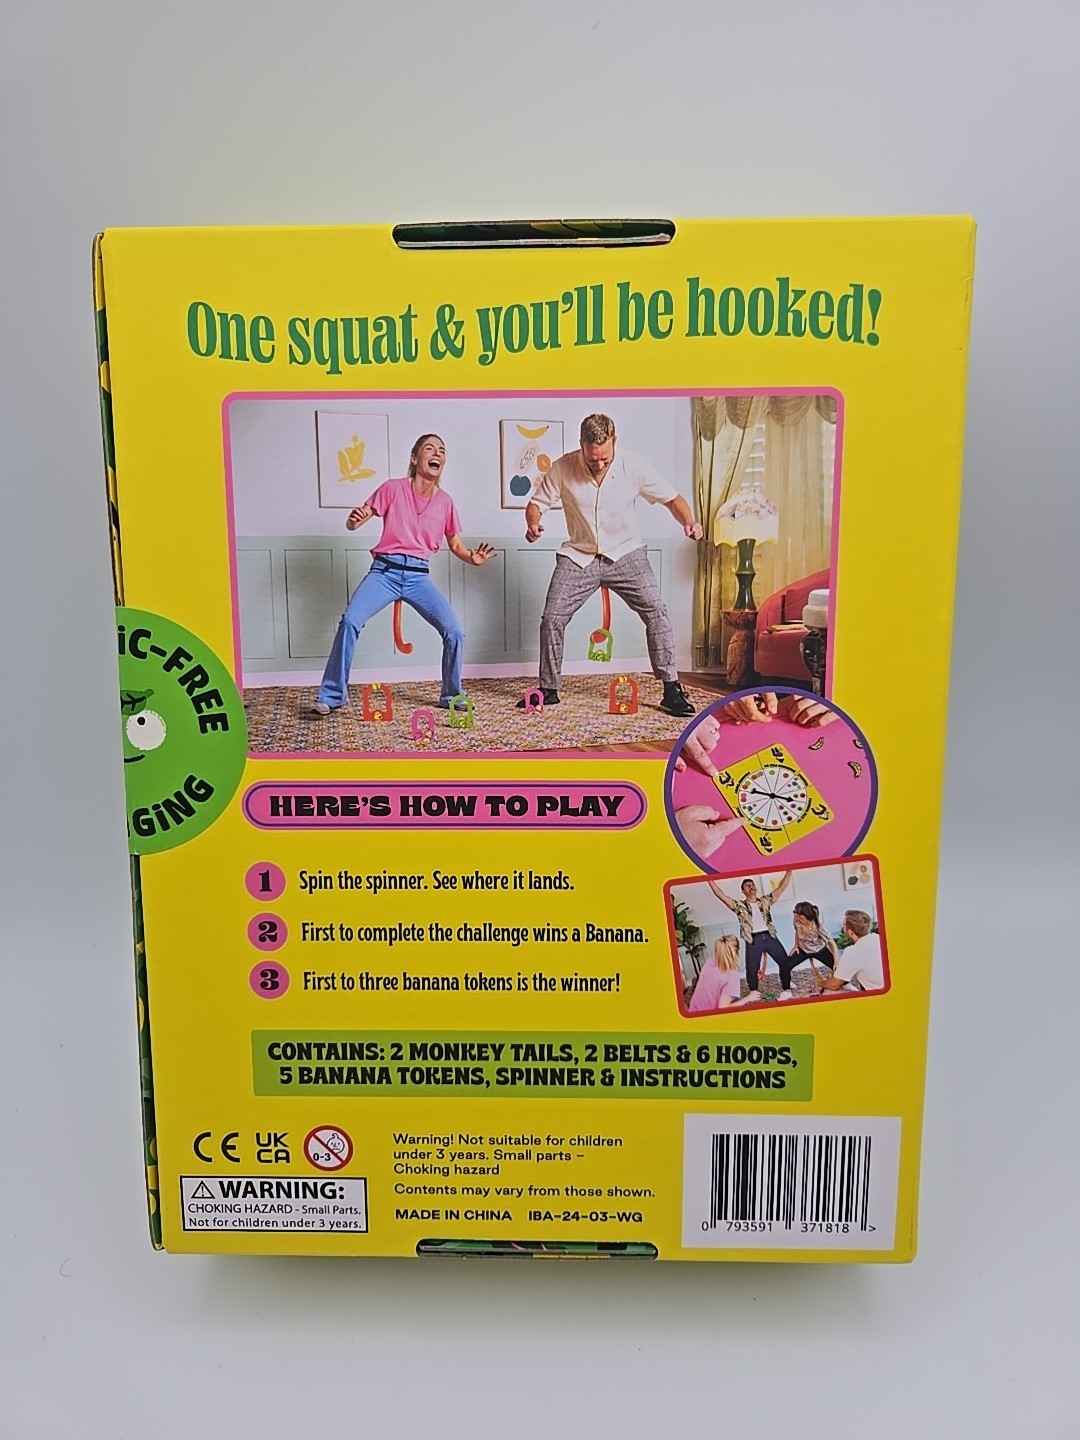 One squat & you'll be hooked!
iC-FREE
GiNG
HERE'S HOW TO PLAY
1 Spin the spinner. See where it lands.
2 First to complete the challenge wins a Banana.
3 First to three banana tokens is the winner!
CONTAINS: 2 MONKEY TAILS, 2 BELTS & 6 HOOPS,
5 BANANA TOKENS, SPINNER & INSTRUCTIONS
CE UK
CA
0-3
WARNING:
CHOKING HAZARD - Small Parts.
Not for children under 3 years.
Warning! Not suitable for children
under 3 years. Small parts –
Choking hazard
Contents may vary from those shown.
MADE IN CHINA IBA-24-03-WG
0 793591 371818 >